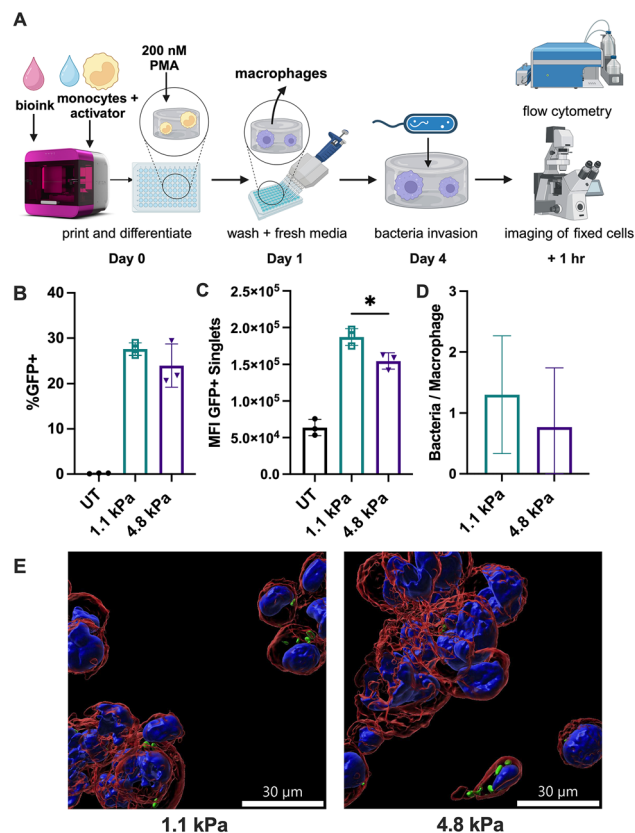 A
200 nM
PMA
bioink
monocytes +
activator
macrophages
flow cytometry
print and differentiate
wash + fresh media
bacteria invasion
imaging of fixed cells
Day 0
Day 1
Day 4
+ 1 hr
B
%GFP+
40
30
20
10
0
UT
1.1 kPa
4.8 kPa
C
MFI GFP+ Singlets
2.5×10⁵
2.0×10⁵
1.5×10⁵
1.0×10⁵
5.0×10⁴
0.0
*
UT
1.1 kPa
4.8 kPa
D
Bacteria / Macrophage
3
2
1
0
1.1 kPa
4.8 kPa
E
30 µm
30 µm
1.1 kPa
4.8 kPa